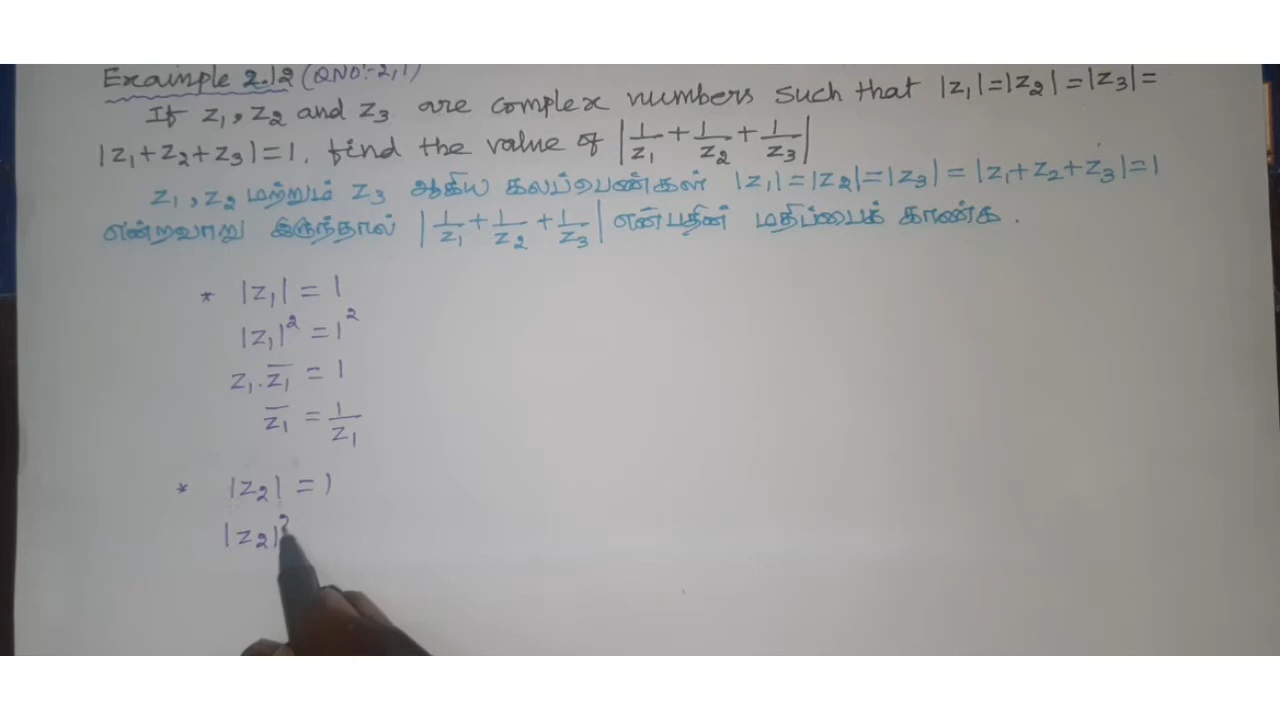 Example 2.12 (QNO:-2,1)
If z₁, z₂ and z₃ are complex numbers such that |z₁|=|z₂|=|z₃|=
|z₁+z₂+z₃|=1. find the value of |1/z₁ + 1/z₂ + 1/z₃|
z₁, z₂ மற்றும் z₃ ஆகிய கலப்பெண்கள் |z₁|=|z₂|=|z₃|=|z₁+z₂+z₃|=1
என்றவாறு இருந்தால் |1/z₁ + 1/z₂ + 1/z₃| என்பதின் மதிப்பைக் காண்க .
* |z₁| = 1
|z₁|² = 1²
z₁.z̄₁ = 1
z̄₁ = 1/z₁
* |z₂| = 1
|z₂|²